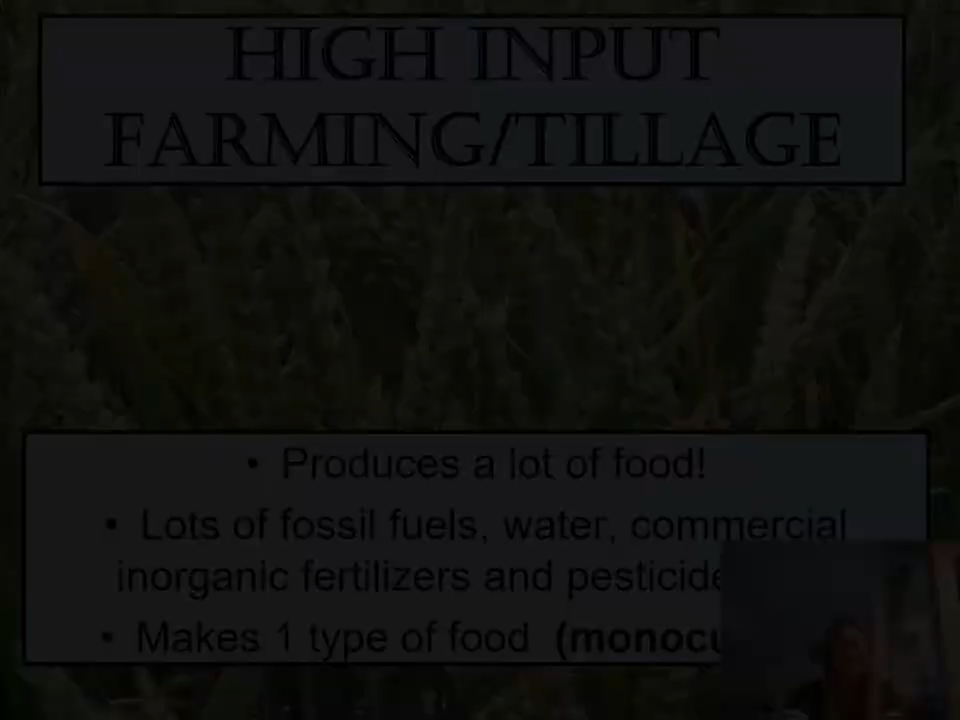 HIGH INPUT
FARMING/TILLAGE
• Produces a lot of food!
• Lots of fossil fuels, water, commercial
inorganic fertilizers and
• Makes 1 type of food